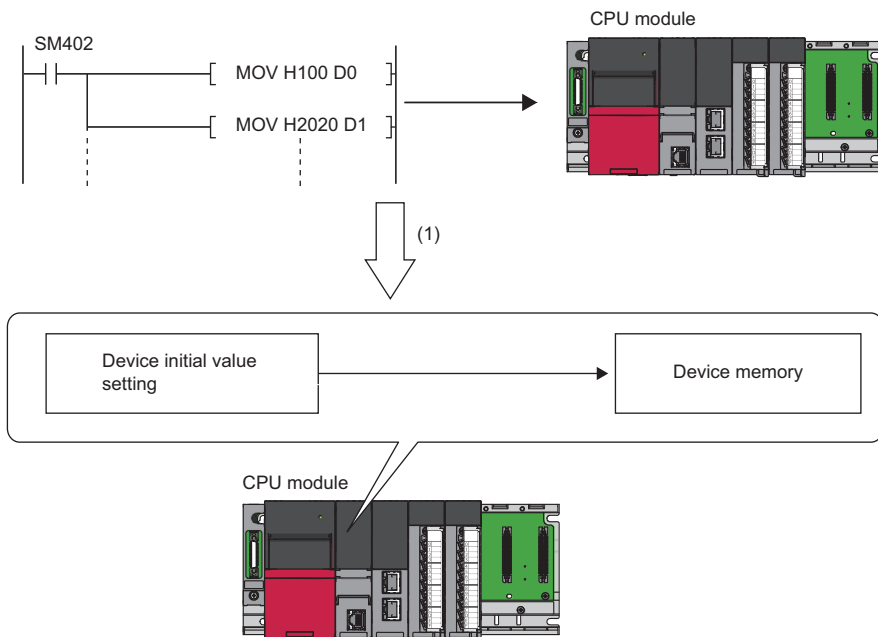 CPU module
SM402
MOV H100 D0
MOV H2020 D1
(1)
Device initial value
setting
Device memory
CPU module